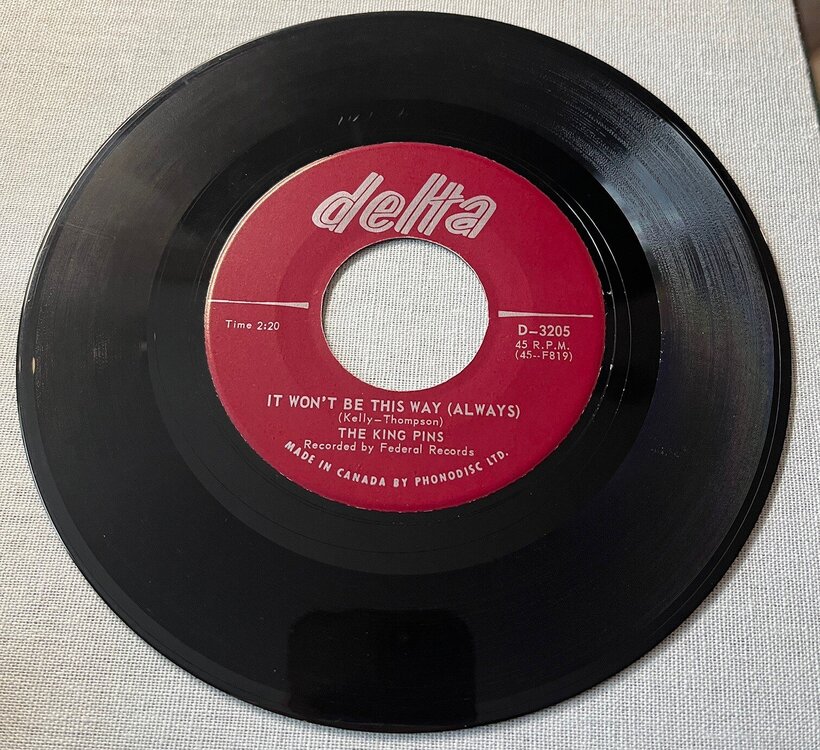 delta
Time 2:20
D-3205
45 R.P.M.
(45--F819)
IT WON'T BE THIS WAY (ALWAYS)
(Kelly-Thompson)
THE KING PINS
Recorded by Federal Records
MADE IN CANADA BY PHONODISC LTD.